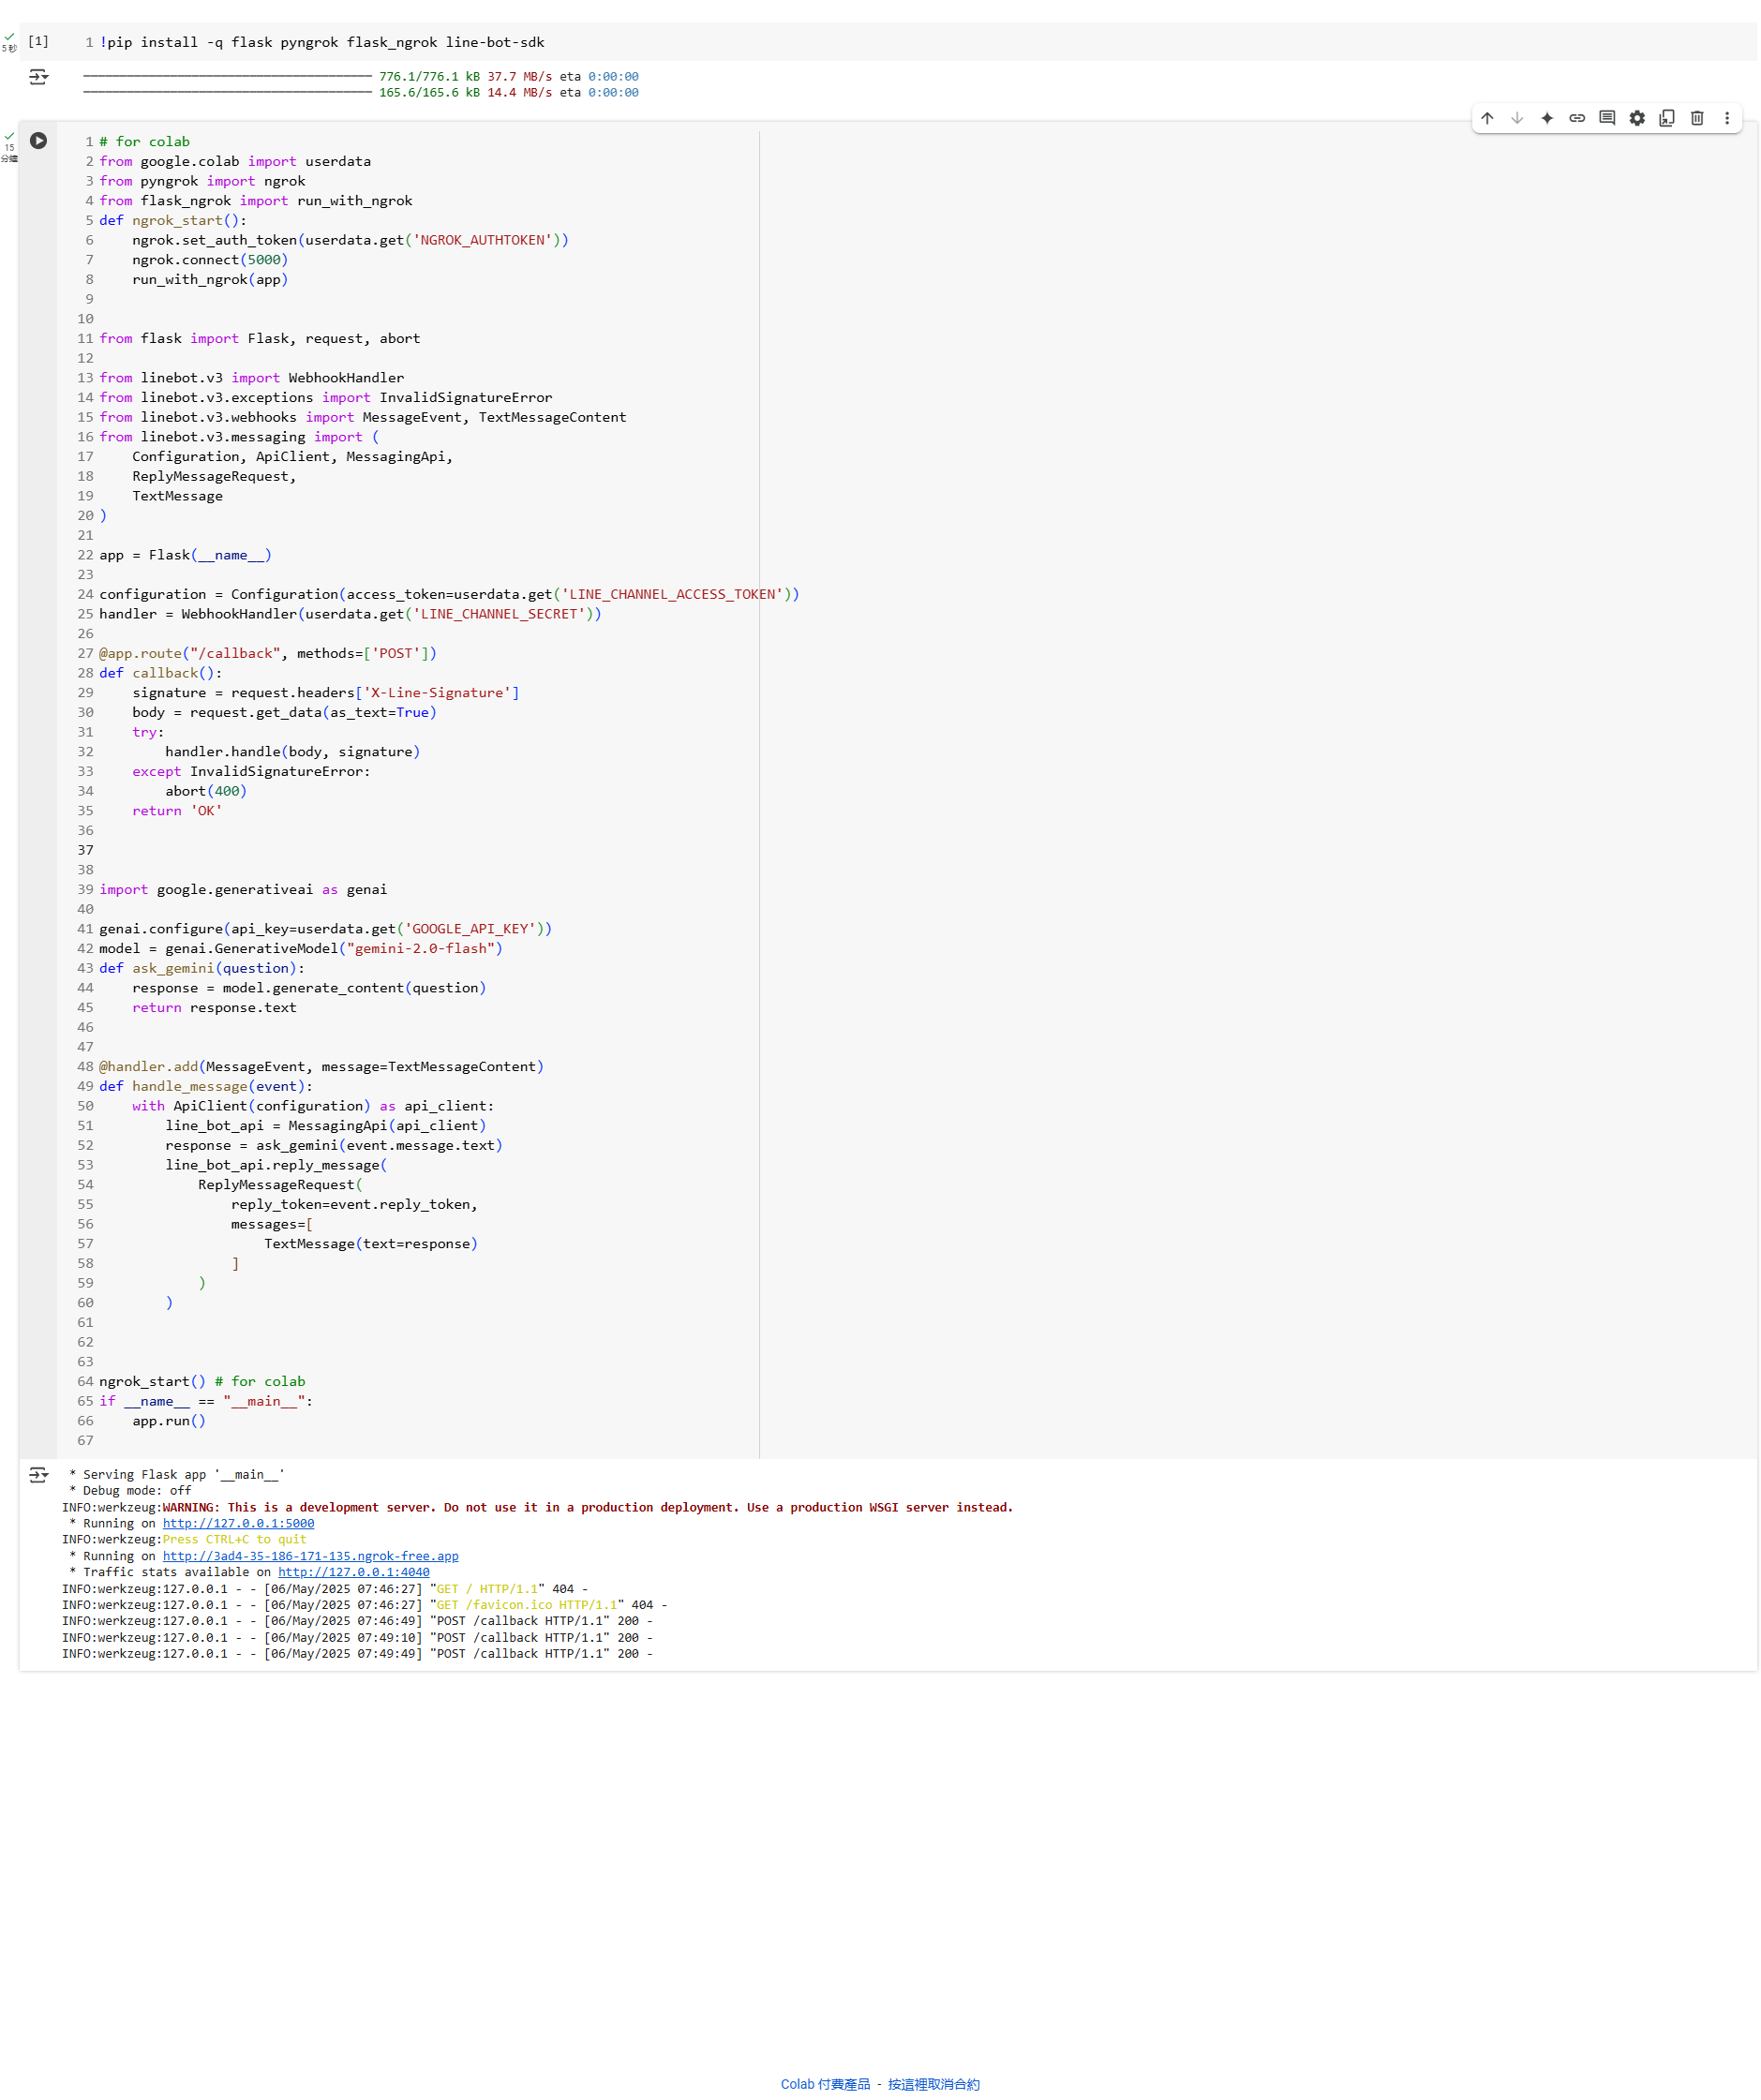 5 秒
[1]
1 !pip install -q flask pyngrok flask_ngrok line-bot-sdk
776.1/776.1 kB 37.7 MB/s eta 0:00:00
165.6/165.6 kB 14.4 MB/s eta 0:00:00
15
分鐘
1 # for colab
2 from google.colab import userdata
3 from pyngrok import ngrok
4 from flask_ngrok import run_with_ngrok
5 def ngrok_start():
6     ngrok.set_auth_token(userdata.get('NGROK_AUTHTOKEN'))
7     ngrok.connect(5000)
8     run_with_ngrok(app)
9
10
11 from flask import Flask, request, abort
12
13 from linebot.v3 import WebhookHandler
14 from linebot.v3.exceptions import InvalidSignatureError
15 from linebot.v3.webhooks import MessageEvent, TextMessageContent
16 from linebot.v3.messaging import (
17     Configuration, ApiClient, MessagingApi,
18     ReplyMessageRequest,
19     TextMessage
20 )
21
22 app = Flask(__name__)
23
24 configuration = Configuration(access_token=userdata.get('LINE_CHANNEL_ACCESS_TOKEN'))
25 handler = WebhookHandler(userdata.get('LINE_CHANNEL_SECRET'))
26
27 @app.route("/callback", methods=['POST'])
28 def callback():
29     signature = request.headers['X-Line-Signature']
30     body = request.get_data(as_text=True)
31     try:
32         handler.handle(body, signature)
33     except InvalidSignatureError:
34         abort(400)
35     return 'OK'
36
37
38
39 import google.generativeai as genai
40
41 genai.configure(api_key=userdata.get('GOOGLE_API_KEY'))
42 model = genai.GenerativeModel("gemini-2.0-flash")
43 def ask_gemini(question):
44     response = model.generate_content(question)
45     return response.text
46
47
48 @handler.add(MessageEvent, message=TextMessageContent)
49 def handle_message(event):
50     with ApiClient(configuration) as api_client:
51         line_bot_api = MessagingApi(api_client)
52         response = ask_gemini(event.message.text)
53         line_bot_api.reply_message(
54             ReplyMessageRequest(
55                 reply_token=event.reply_token,
56                 messages=[
57                     TextMessage(text=response)
58                 ]
59             )
60         )
61
62
63
64 ngrok_start() # for colab
65 if __name__ == "__main__":
66     app.run()
67
 * Serving Flask app '__main__'
 * Debug mode: off
INFO:werkzeug:WARNING: This is a development server. Do not use it in a production deployment. Use a production WSGI server instead.
 * Running on http://127.0.0.1:5000
INFO:werkzeug:Press CTRL+C to quit
 * Running on http://3ad4-35-186-171-135.ngrok-free.app
 * Traffic stats available on http://127.0.0.1:4040
INFO:werkzeug:127.0.0.1 - - [06/May/2025 07:46:27] "GET / HTTP/1.1" 404 -
INFO:werkzeug:127.0.0.1 - - [06/May/2025 07:46:27] "GET /favicon.ico HTTP/1.1" 404 -
INFO:werkzeug:127.0.0.1 - - [06/May/2025 07:46:49] "POST /callback HTTP/1.1" 200 -
INFO:werkzeug:127.0.0.1 - - [06/May/2025 07:49:10] "POST /callback HTTP/1.1" 200 -
INFO:werkzeug:127.0.0.1 - - [06/May/2025 07:49:49] "POST /callback HTTP/1.1" 200 -
Colab 付費產品 - 按這裡取消合約